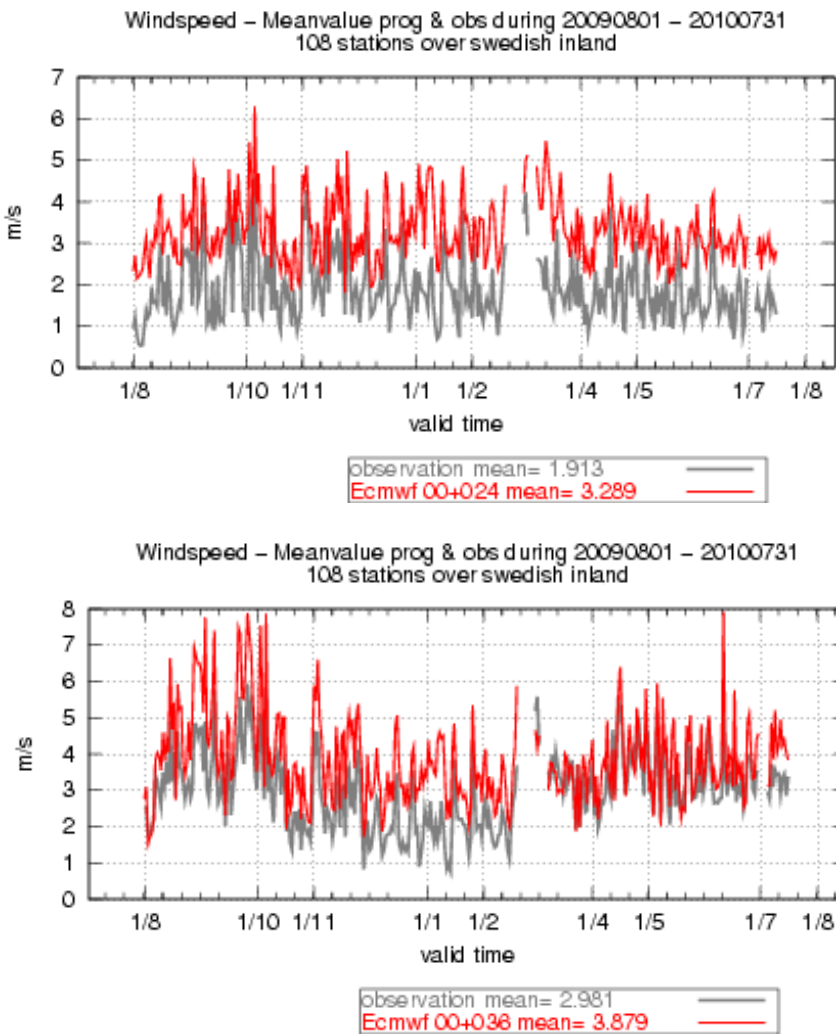 Windspeed – Meanvalue prog & obs during 20090801 – 20100731
108 stations over swedish inland
7
6
5
4
3
2
1
0
m/s
1/8 1/10 1/11 1/1 1/2 1/4 1/5 1/7 1/8
valid time
observation mean= 1.913
Ecmwf 00+024 mean= 3.289
Windspeed – Meanvalue prog & obs during 20090801 – 20100731
108 stations over swedish inland
8
7
6
5
4
3
2
1
0
m/s
1/8 1/10 1/11 1/1 1/2 1/4 1/5 1/7 1/8
valid time
observation mean= 2.981
Ecmwf 00+036 mean= 3.879